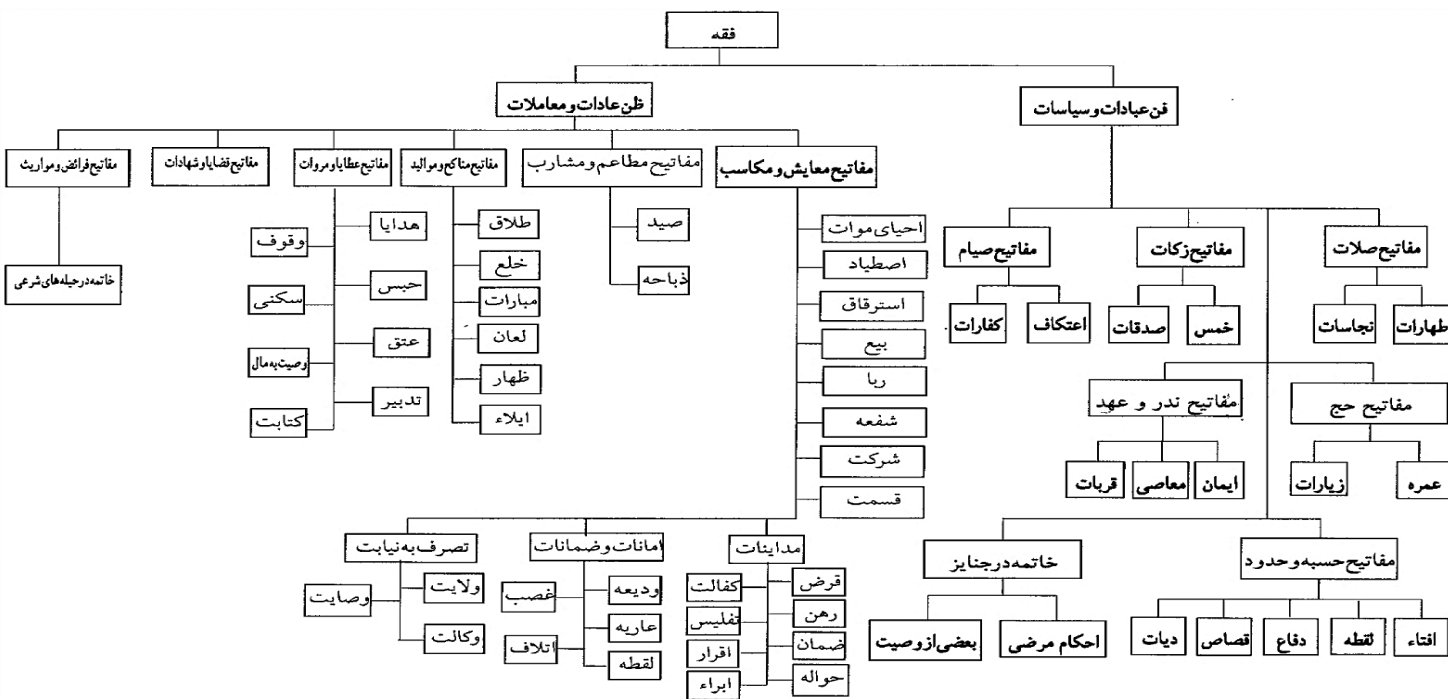 فقه
فن عبادات و سیاسات
ظن عادات و معاملات
مفاتیح صلات
مفاتیح زکات
مفاتیح صیام
طهارات
نجاسات
خمس
صدقات
اعتکاف
کفارات
مفاتیح حج
مفاتیح ندر و عهد
عمره
زیارات
ایمان
معاصی
قربات
مفاتیح حسبه و حدود
خاتمه در جنایز
افتاء
لقطه
دفاع
قصاص
دیات
احکام مرضی
بعضی از وصیت
مفاتیح معایش و مکاسب
مفاتیح مطاعم و مشارب
مفاتیح مناکح و موالید
مفاتیح عطایا و مروات
مفاتیح قضایا و شهادات
مفاتیح فرائض و مواریث
احیای موات
اصطیاد
استرقاق
بیع
ربا
شفعه
شرکت
قسمت
صید
ذباحه
طلاق
خلع
مبارات
لعان
ظهار
ایلاء
هدایا
وقوف
حبس
سکنی
عتق
وصیت به مال
تدبیر
کتابت
خاتمه در حیله های شرعی
مداینات
امانات و ضمانات
تصرف به نیابت
قرض
کفالت
رهن
تفلیس
ضمان
اقرار
حواله
ابراء
ودیعه
غصب
عاریه
اتلاف
لقطه
ولایت
وصایت
وکالت